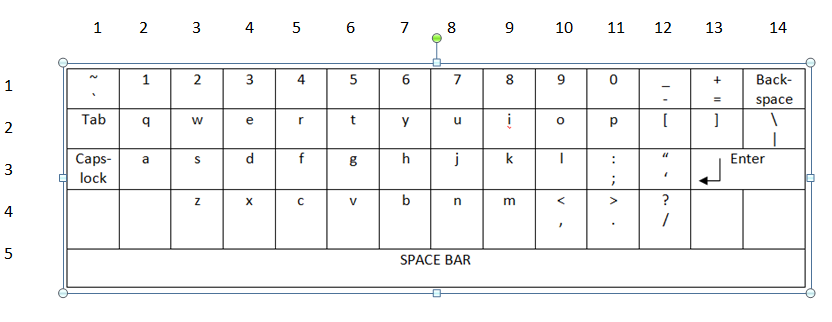 1 2 3 4 5 6 7 8 9 10 11 12 13 14
1 ~ 1 2 3 4 5 6 7 8 9 0 _ + Back-
` - = space
2 Tab q w e r t y u i o p [ ] \
|
3 Caps- a s d f g h j k l : “ Enter
lock ; ‘
4 z x c v b n m < > ?
, . /
5 SPACE BAR